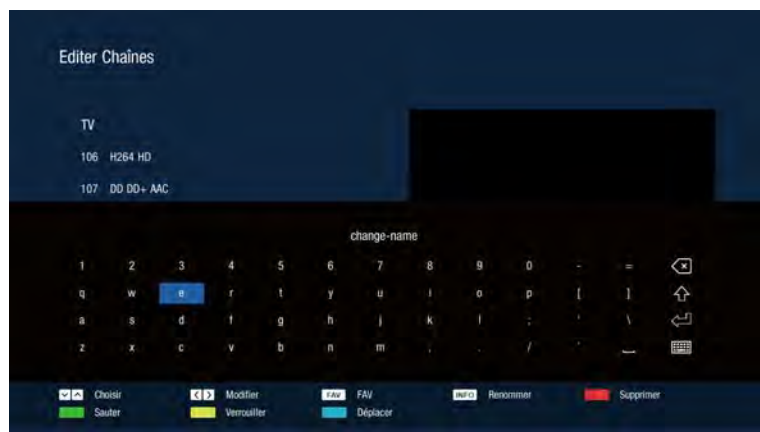 Editer Chaînes
TV
106 H264 HD
107 DD DD+ AAC
change-name
1 2 3 4 5 6 7 8 9 0 - =
q w e r t y u i o p [ ]
a s d f g h j k l ; ' \
z x c v b n m , . /
Choisir Modifier FAV FAV INFO Renommer Supprimer
Sauter Verrouiller Déplacer